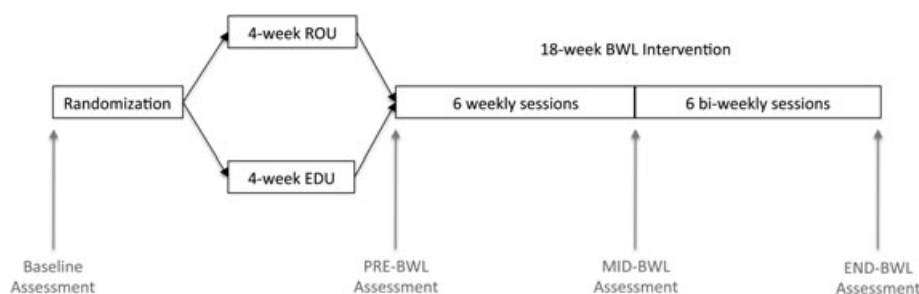 4-week ROU
18-week BWL Intervention
Randomization
6 weekly sessions
6 bi-weekly sessions
4-week EDU
Baseline
Assessment
PRE-BWL
Assessment
MID-BWL
Assessment
END-BWL
Assessment